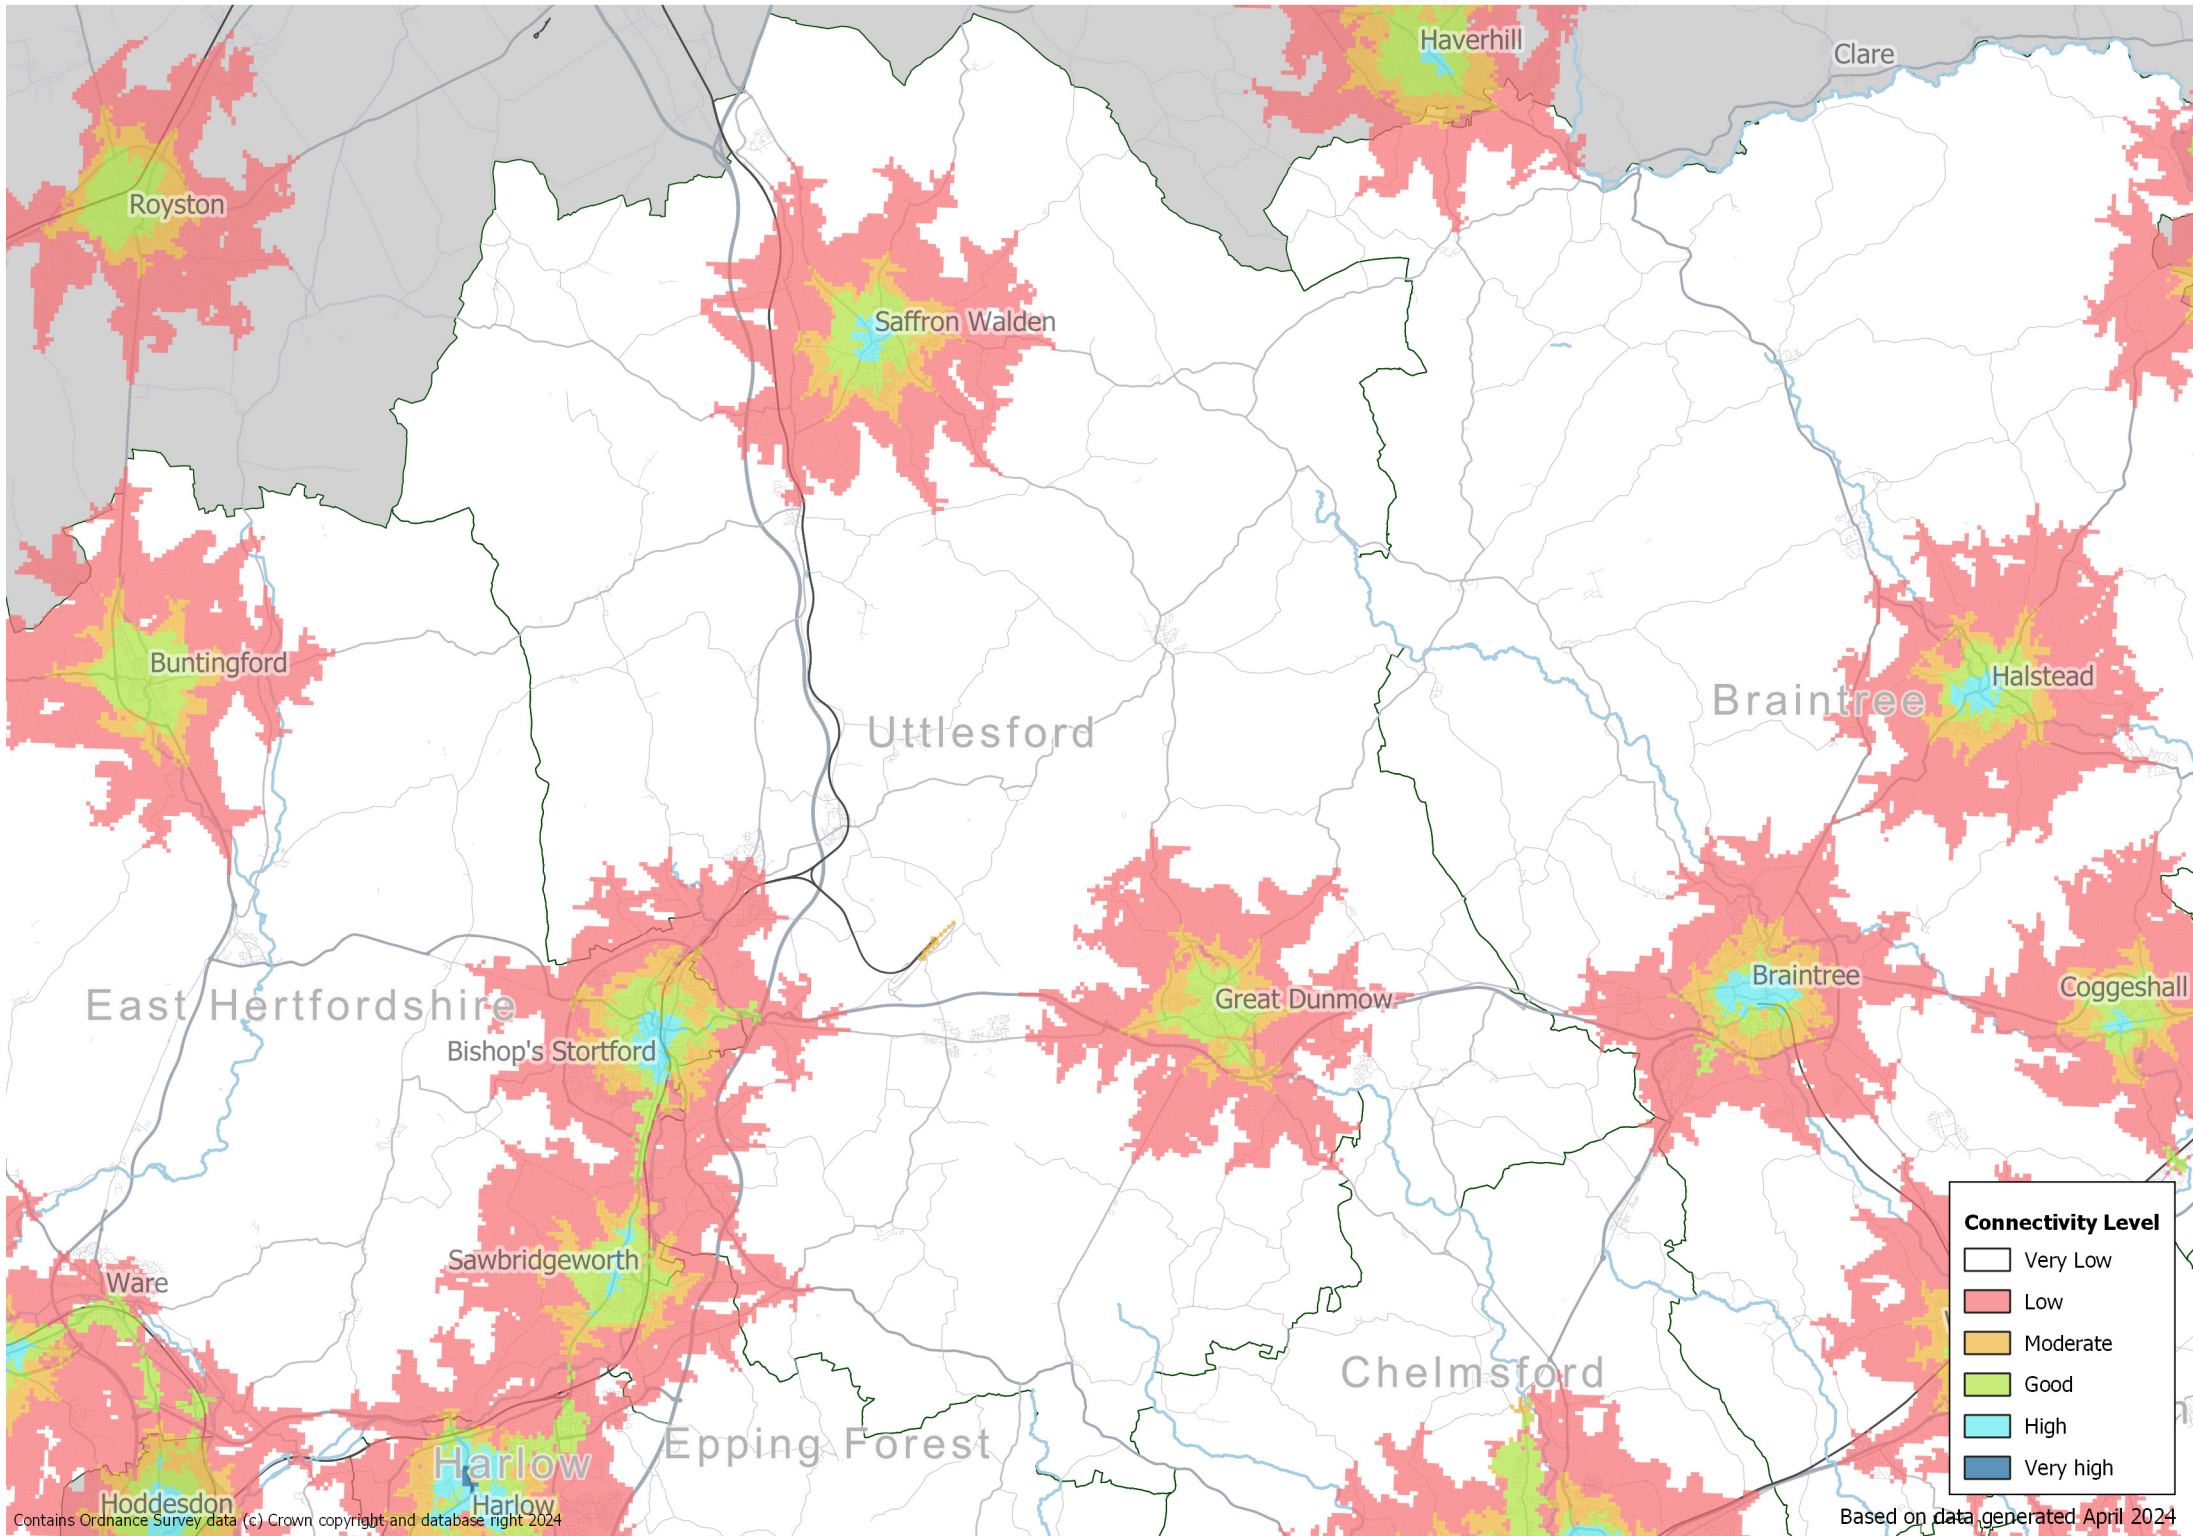 Haverhill
Clare
Royston
Saffron Walden
Buntingford
Halstead
Braintree
Uttlesford
Braintree
Coggeshall
Great Dunmow
East Hertfordshire
Bishop's Stortford
Sawbridgeworth
Ware
Chelmsford
Epping Forest
Harlow
Harlow
Hoddesdon
Connectivity Level
Very Low
Low
Moderate
Good
High
Very high
Contains Ordnance Survey data (c) Crown copyright and database right 2024
Based on data generated April 2024